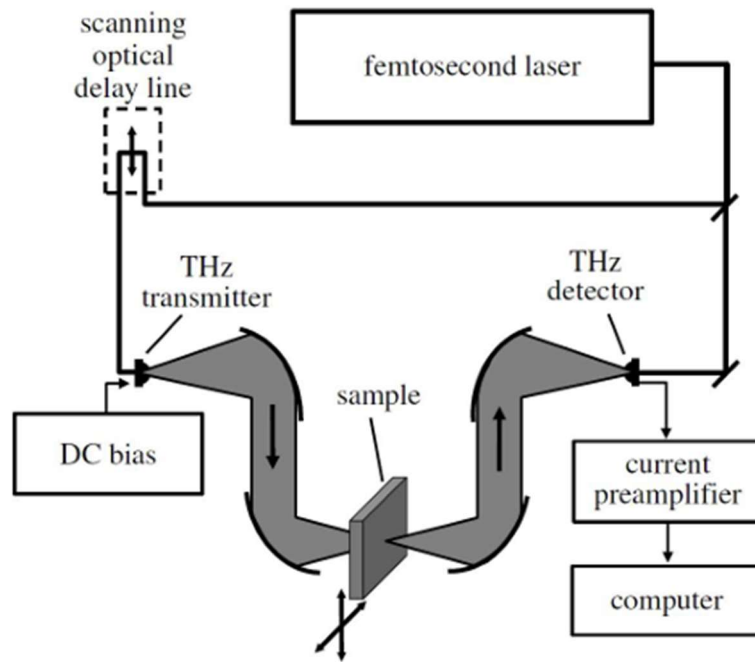 scanning
optical
delay line
femtosecond laser
THz
transmitter
THz
detector
sample
DC bias
current
preamplifier
computer